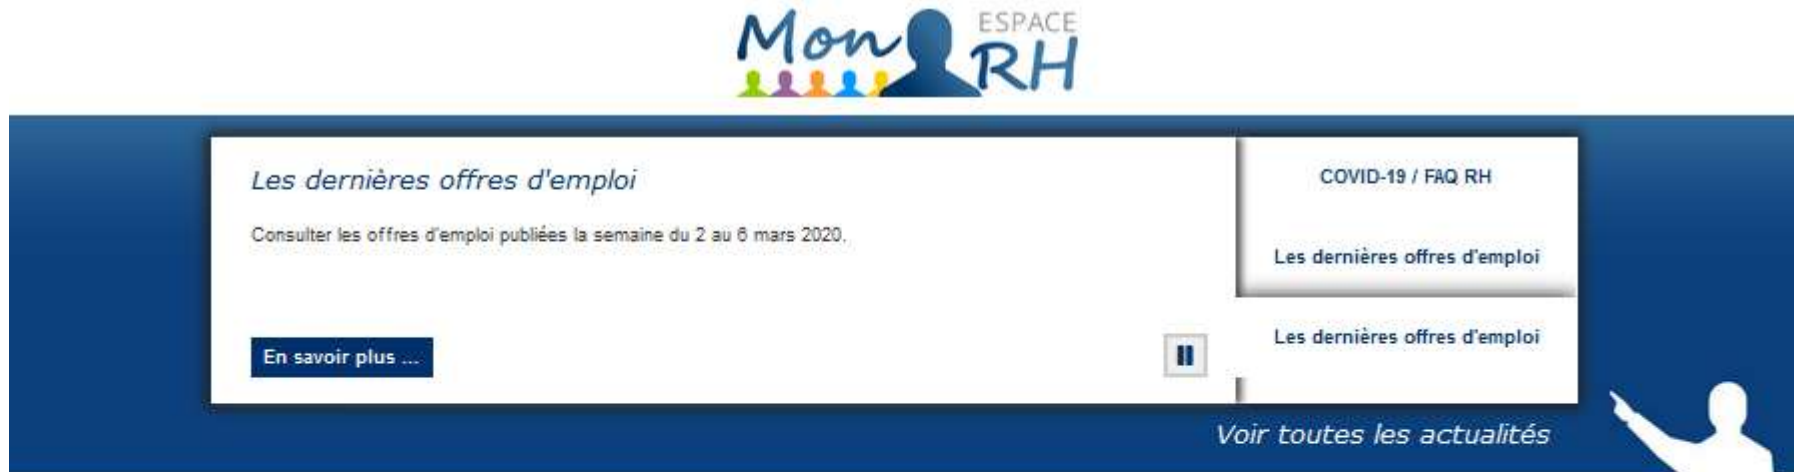 Mon ESPACE RH
Les dernières offres d'emploi
Consulter les offres d'emploi publiées la semaine du 2 au 6 mars 2020.
En savoir plus ...
COVID-19 / FAQ RH
Les dernières offres d'emploi
Les dernières offres d'emploi
Voir toutes les actualités